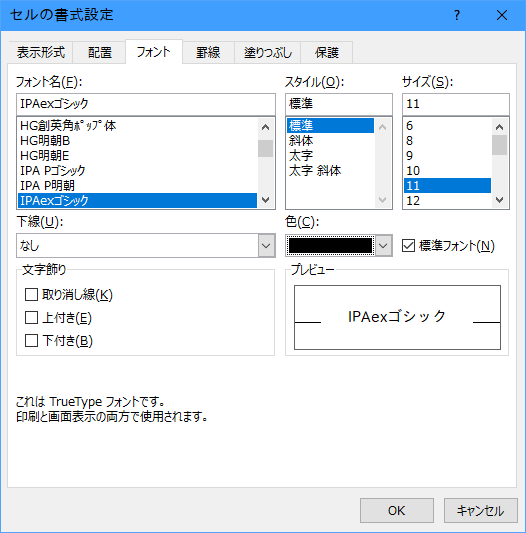 セルの書式設定
?
表示形式 配置 フォント 罫線 塗りつぶし 保護
フォント名(F): スタイル(O): サイズ(S):
IPAexゴシック 標準 11
HG創英角ﾎﾟｯﾌﾟ体 標準 6
HG明朝B 斜体 8
HG明朝E 太字 9
IPA Pゴシック 太字 斜体 10
IPA P明朝 11
IPAexゴシック 12
下線(U): 色(C):
なし 標準フォント(N)
文字飾り プレビュー
取り消し線(K)
上付き(E) IPAexゴシック
下付き(B)
これは TrueType フォントです。
印刷と画面表示の両方で使用されます。
OK キャンセル